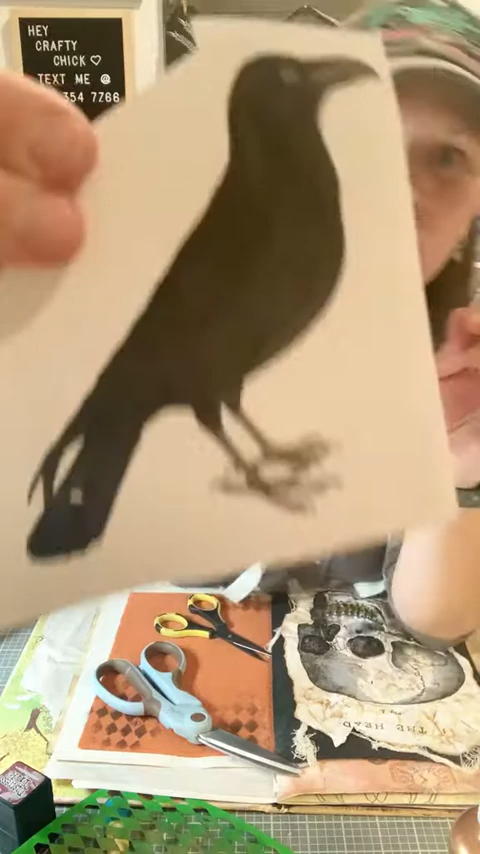 HEY
CRAFTY
CHICK ♡
TEXT ME @
354 7766
THE HEAD